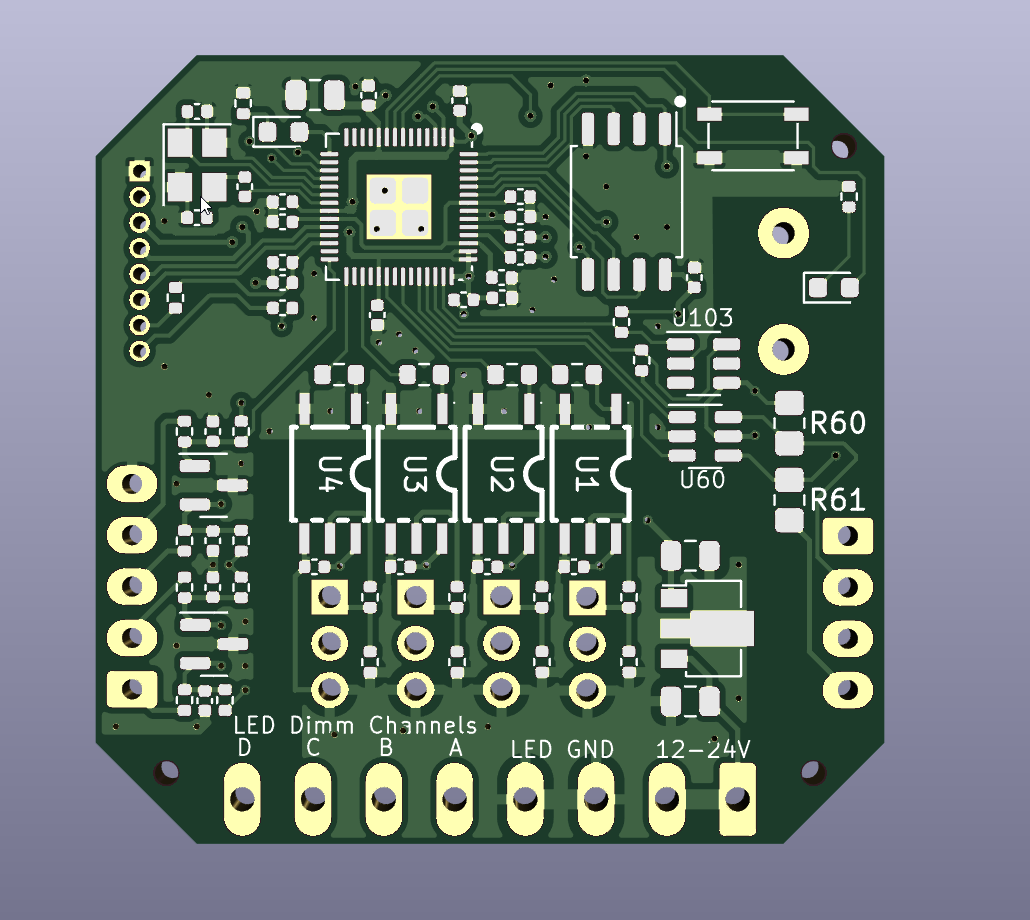 U103
R60
U60
R61
U4
U3
U2
U1
LED Dimm Channels
D C B A LED GND 12-24V